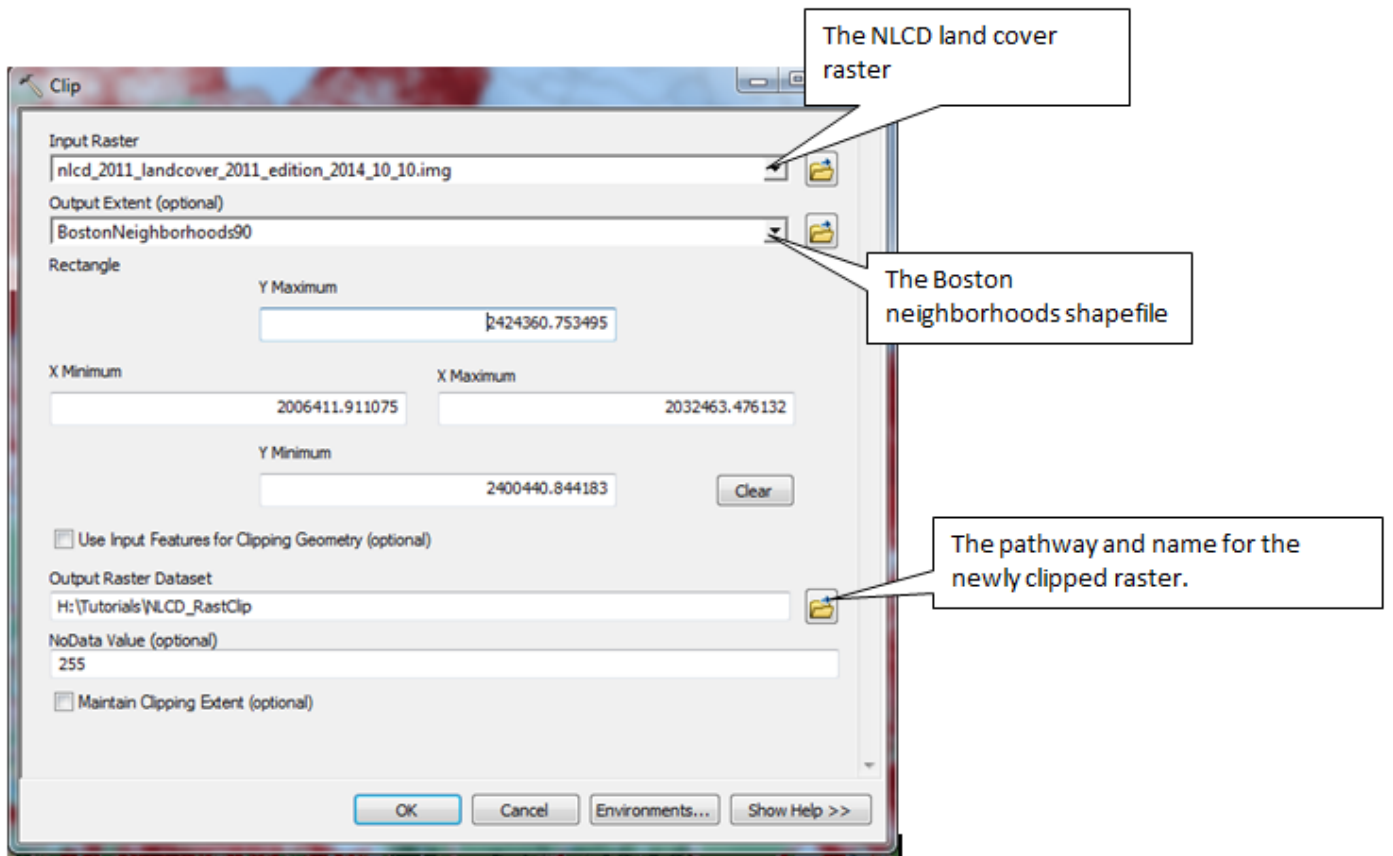 The NLCD land cover
raster
Clip
Input Raster
nlcd_2011_landcover_2011_edition_2014_10_10.img
Output Extent (optional)
BostonNeighborhoods90
Rectangle
The Boston
neighborhoods shapefile
Y Maximum
2424360.753495
X Minimum
X Maximum
2006411.911075
2032463.476132
Y Minimum
2400440.844183
Clear
Use Input Features for Clipping Geometry (optional)
The pathway and name for the
newly clipped raster.
Output Raster Dataset
H:\Tutorials\NLCD_RastClip
NoData Value (optional)
255
Maintain Clipping Extent (optional)
OK
Cancel
Environments...
Show Help >>